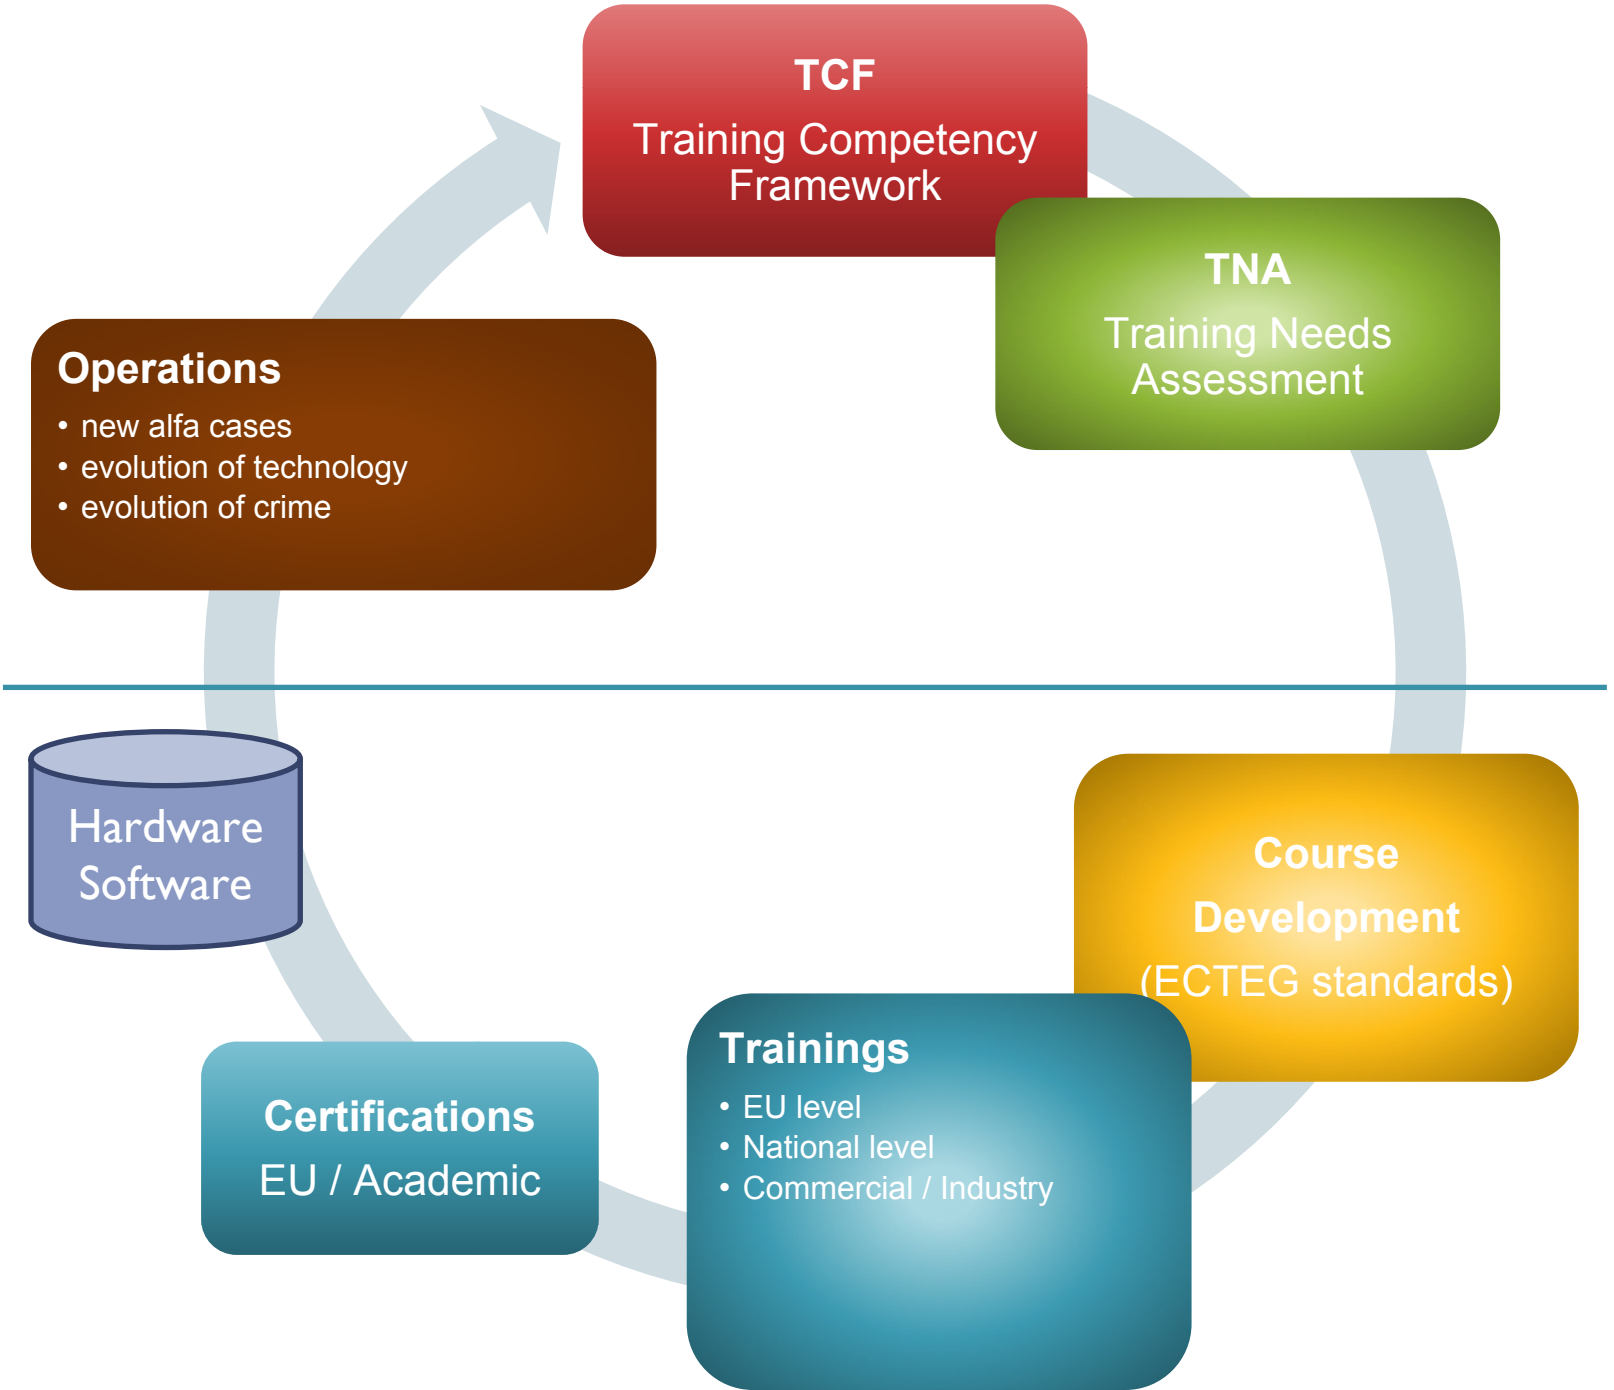 TCF
Training Competency
Framework
TNA
Training Needs
Assessment
Operations
• new alfa cases
• evolution of technology
• evolution of crime
Hardware
Software
Course
Development
(ECTEG standards)
Trainings
• EU level
• National level
• Commercial / Industry
Certifications
EU / Academic